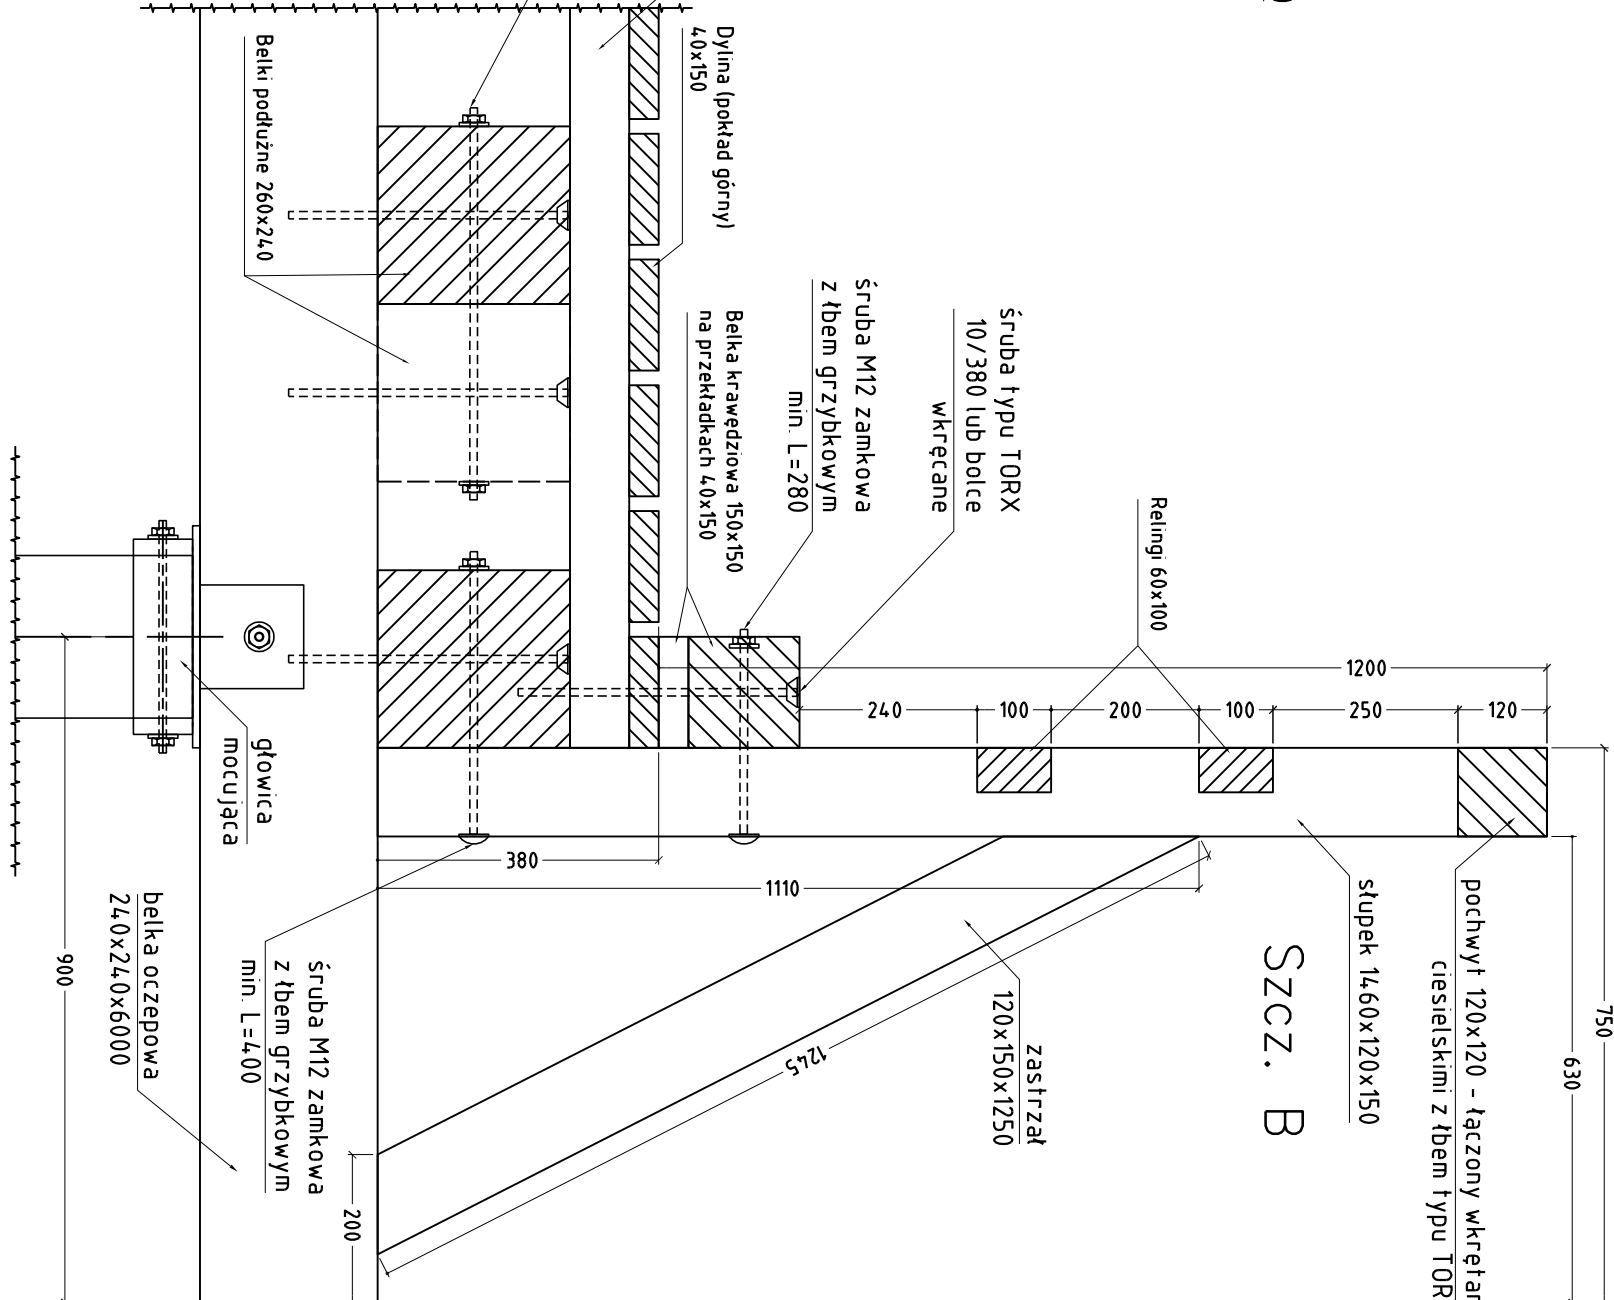 Dylina (pokład górny)
40x150
Belki podłużne 260x240
śruba typu TORX
10/380 lub bolce
wkręcane
śruba M12 zamkowa
z łbem grzybkowym
min. L=280
Belka krawędziowa 150x150
na przekładkach 40x150
Relingi 60x100
1200
240
100
200
100
250
120
750
630
głowica
mocująca
380
1110
pochwyt 120x120 - łączony wkrętam
ciesielskimi z łbem typu TOR
słupek 1460x120x150
Szcz. B
zastrzał
120x150x1250
1245
śruba M12 zamkowa
z łbem grzybkowym
min. L=400
belka oczepowa
240x240x6000
900
200